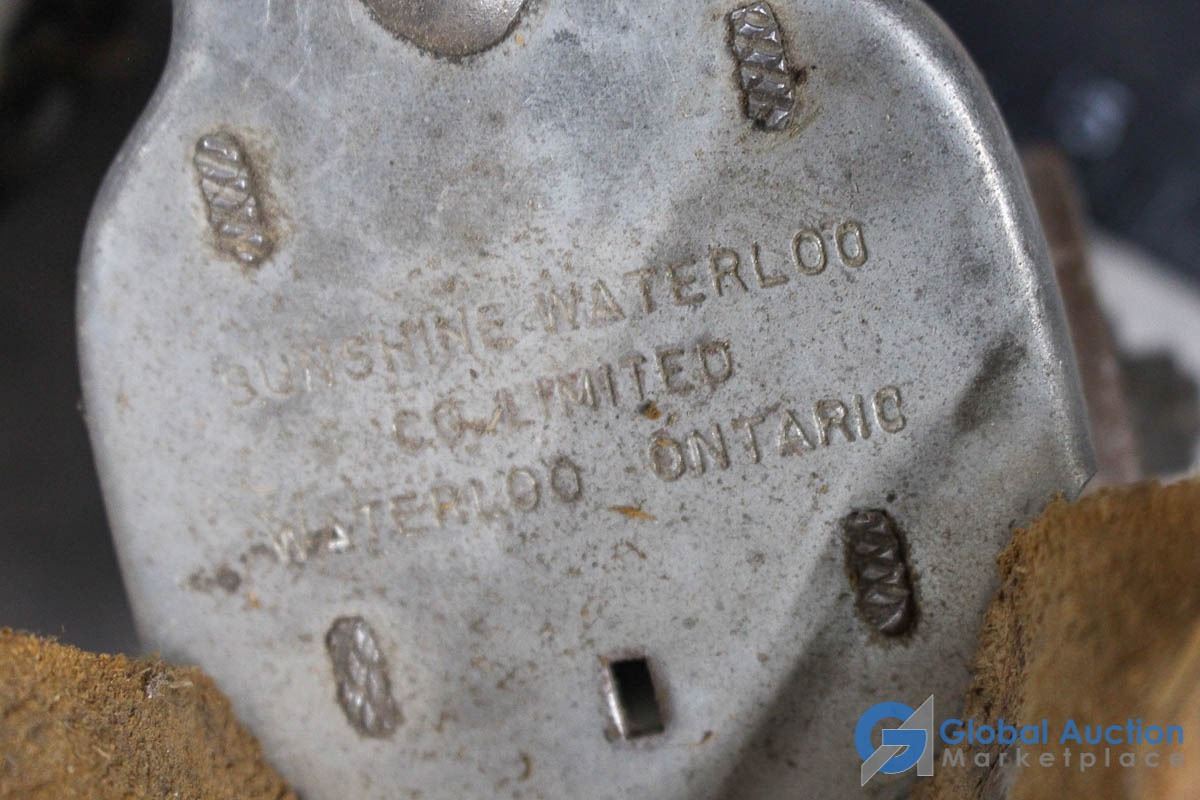 SUNSHINE WATERLOO
CO. LIMITED
WATERLOO ONTARIO
Global Auction
Marketplace